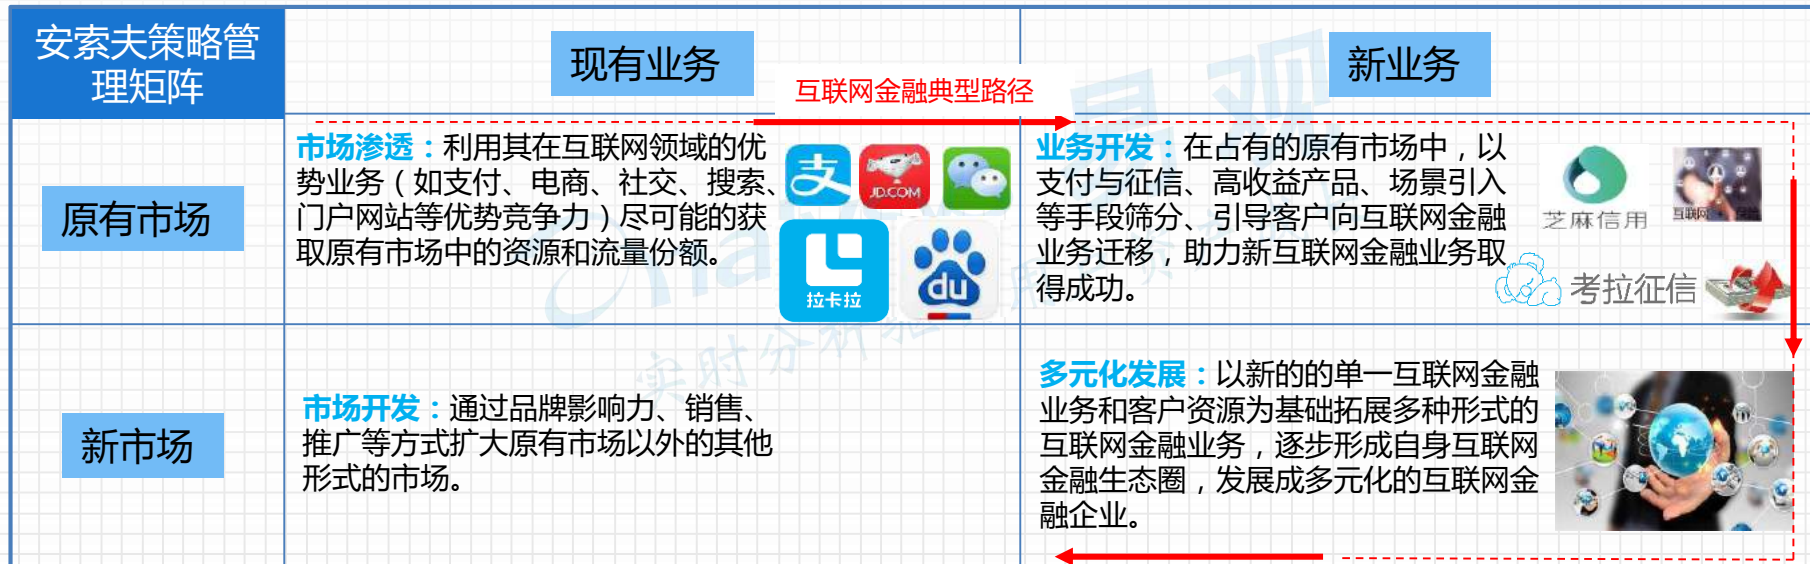 安索夫策略管
理矩阵
现有业务
互联网金融典型路径
新业务
原有市场
市场渗透：利用其在互联网领域的优
势业务（如支付、电商、社交、搜索、
门户网站等优势竞争力）尽可能的获
取原有市场中的资源和流量份额。
支
JD.COM
拉卡拉
du
业务开发：在占有的原有市场中，以
支付与征信、高收益产品、场景引入
等手段筛分、引导客户向互联网金融
业务迁移，助力新互联网金融业务取
得成功。
芝麻信用
互联网
考拉征信
新市场
市场开发：通过品牌影响力、销售、
推广等方式扩大原有市场以外的其他
形式的市场。
多元化发展：以新的的单一互联网金融
业务和客户资源为基础拓展多种形式的
互联网金融业务，逐步形成自身互联网
金融生态圈，发展成多元化的互联网金
融企业。
易观
实时分析